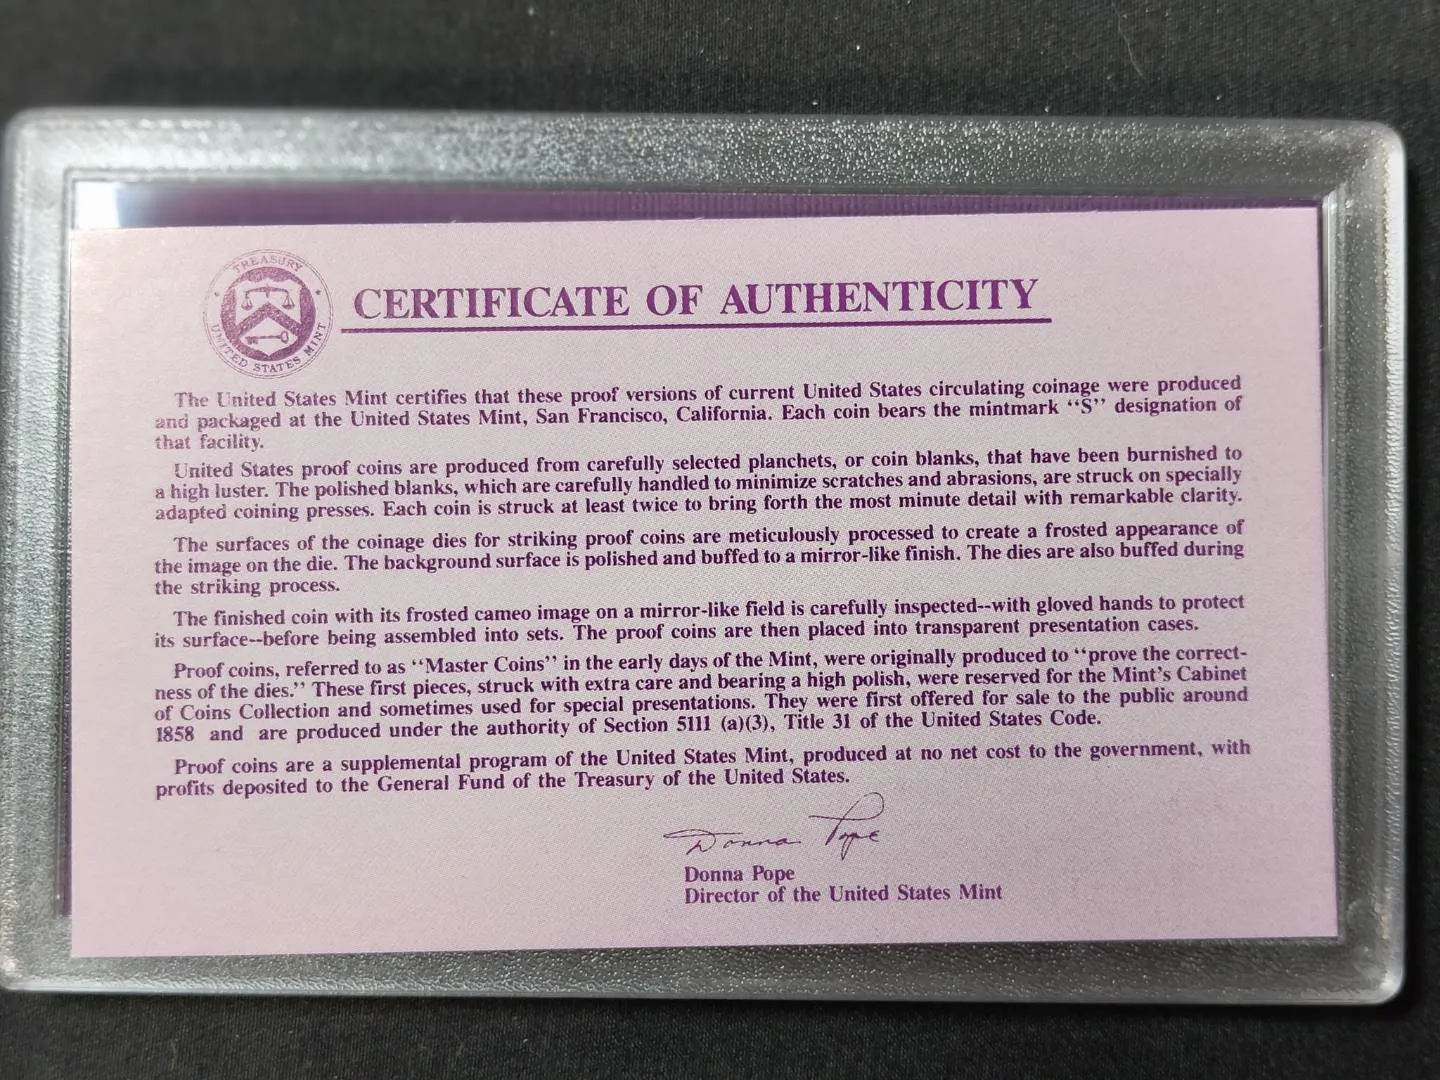 TREASURY
UNITED STATES MINT
CERTIFICATE OF AUTHENTICITY
The United States Mint certifies that these proof versions of current United States circulating coinage were produced
and packaged at the United States Mint, San Francisco, California. Each coin bears the mintmark “S” designation of
that facility.
United States proof coins are produced from carefully selected planchets, or coin blanks, that have been burnished to
a high luster. The polished blanks, which are carefully handled to minimize scratches and abrasions, are struck on specially
adapted coining presses. Each coin is struck at least twice to bring forth the most minute detail with remarkable clarity.
The surfaces of the coinage dies for striking proof coins are meticulously processed to create a frosted appearance of
the image on the die. The background surface is polished and buffed to a mirror-like finish. The dies are also buffed during
the striking process.
The finished coin with its frosted cameo image on a mirror-like field is carefully inspected--with gloved hands to protect
its surface--before being assembled into sets. The proof coins are then placed into transparent presentation cases.
Proof coins, referred to as “Master Coins” in the early days of the Mint, were originally produced to “prove the correct-
ness of the dies.” These first pieces, struck with extra care and bearing a high polish, were reserved for the Mint’s Cabinet
of Coins Collection and sometimes used for special presentations. They were first offered for sale to the public around
1858 and are produced under the authority of Section 5111 (a)(3), Title 31 of the United States Code.
Proof coins are a supplemental program of the United States Mint, produced at no net cost to the government, with
profits deposited to the General Fund of the Treasury of the United States.
Donna Pope
Donna Pope
Director of the United States Mint